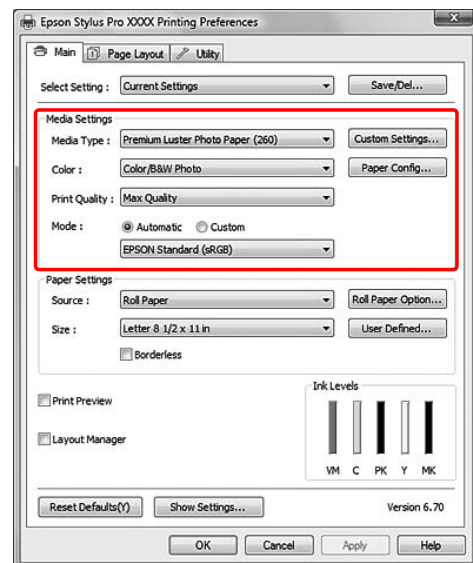 Epson Stylus Pro XXXX Printing Preferences
Main Page Layout Utility
Select Setting : Current Settings Save/Del...
Media Settings
Media Type : Premium Luster Photo Paper (260) Custom Settings...
Color : Color/B&W Photo Paper Config...
Print Quality : Max Quality
Mode : Automatic Custom
EPSON Standard (sRGB)
Paper Settings
Source : Roll Paper Roll Paper Option...
Size : Letter 8 1/2 x 11 in User Defined...
Borderless
Print Preview
Layout Manager
Ink Levels
VM C PK Y MK
Reset Defaults(Y) Show Settings... Version 6.70
OK Cancel Apply Help